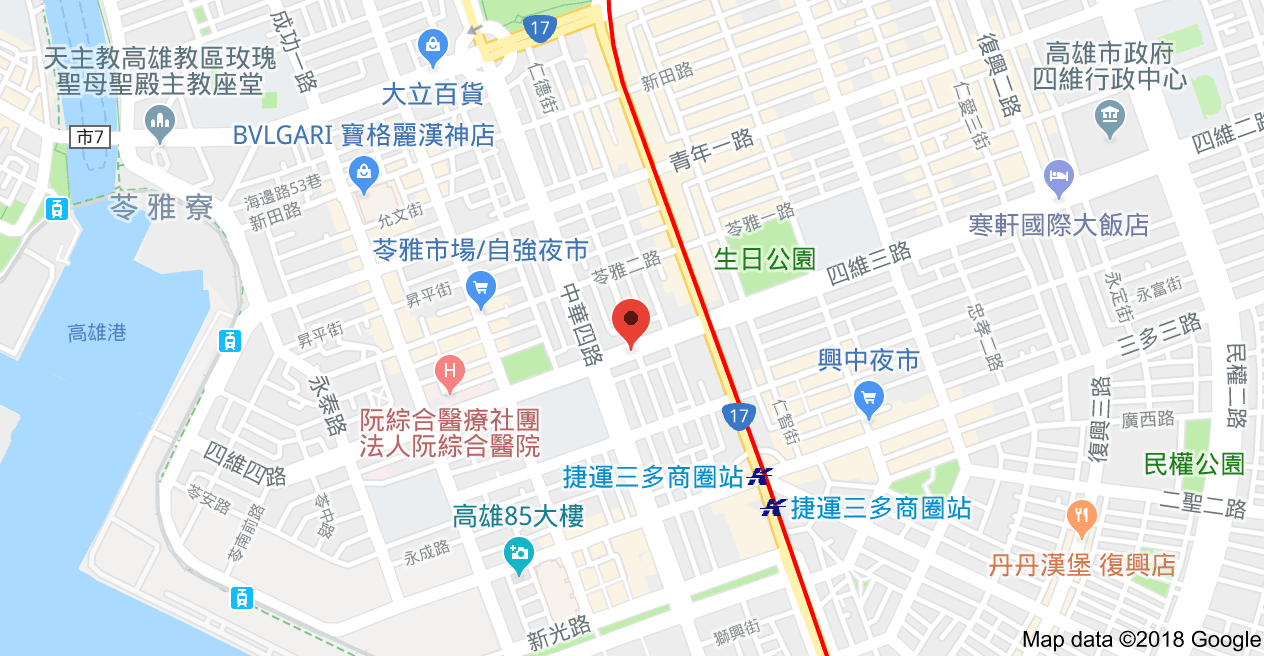 成功一路
17
天主教高雄教區玫瑰
聖母聖殿主教座堂
大立百貨
仁德街
新田路
復興二路
高雄市政府
四維行政中心
仁愛三街
四維二路
市7
BVLGARI 寶格麗漢神店
青年一路
海邊路53巷
新田路
允文街
苓雅寮
苓雅一路
寒軒國際大飯店
苓雅市場/自強夜市
苓雅二路
生日公園
四維三路
昇平街
中華四路
永定街
永富街
高雄港
昇平街
忠孝二路
三多三路
興中夜市
民權二路
H
永泰路
17
仁智街
復興三路
廣西路
阮綜合醫療社團
法人阮綜合醫院
四維四路
捷運三多商圈站
民權公園
苓安路
苓中路
高雄85大樓
捷運三多商圈站
二聖二路
苓南前路
永成路
丹丹漢堡 復興店
新光路
獅興街
Map data ©2018 Google